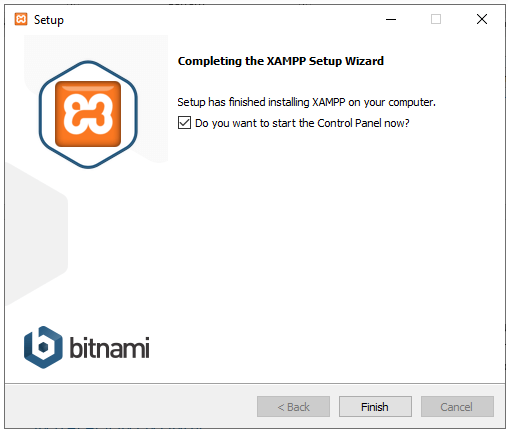 Setup
Completing the XAMPP Setup Wizard
Setup has finished installing XAMPP on your computer.
Do you want to start the Control Panel now?
bitnami
< Back
Finish
Cancel